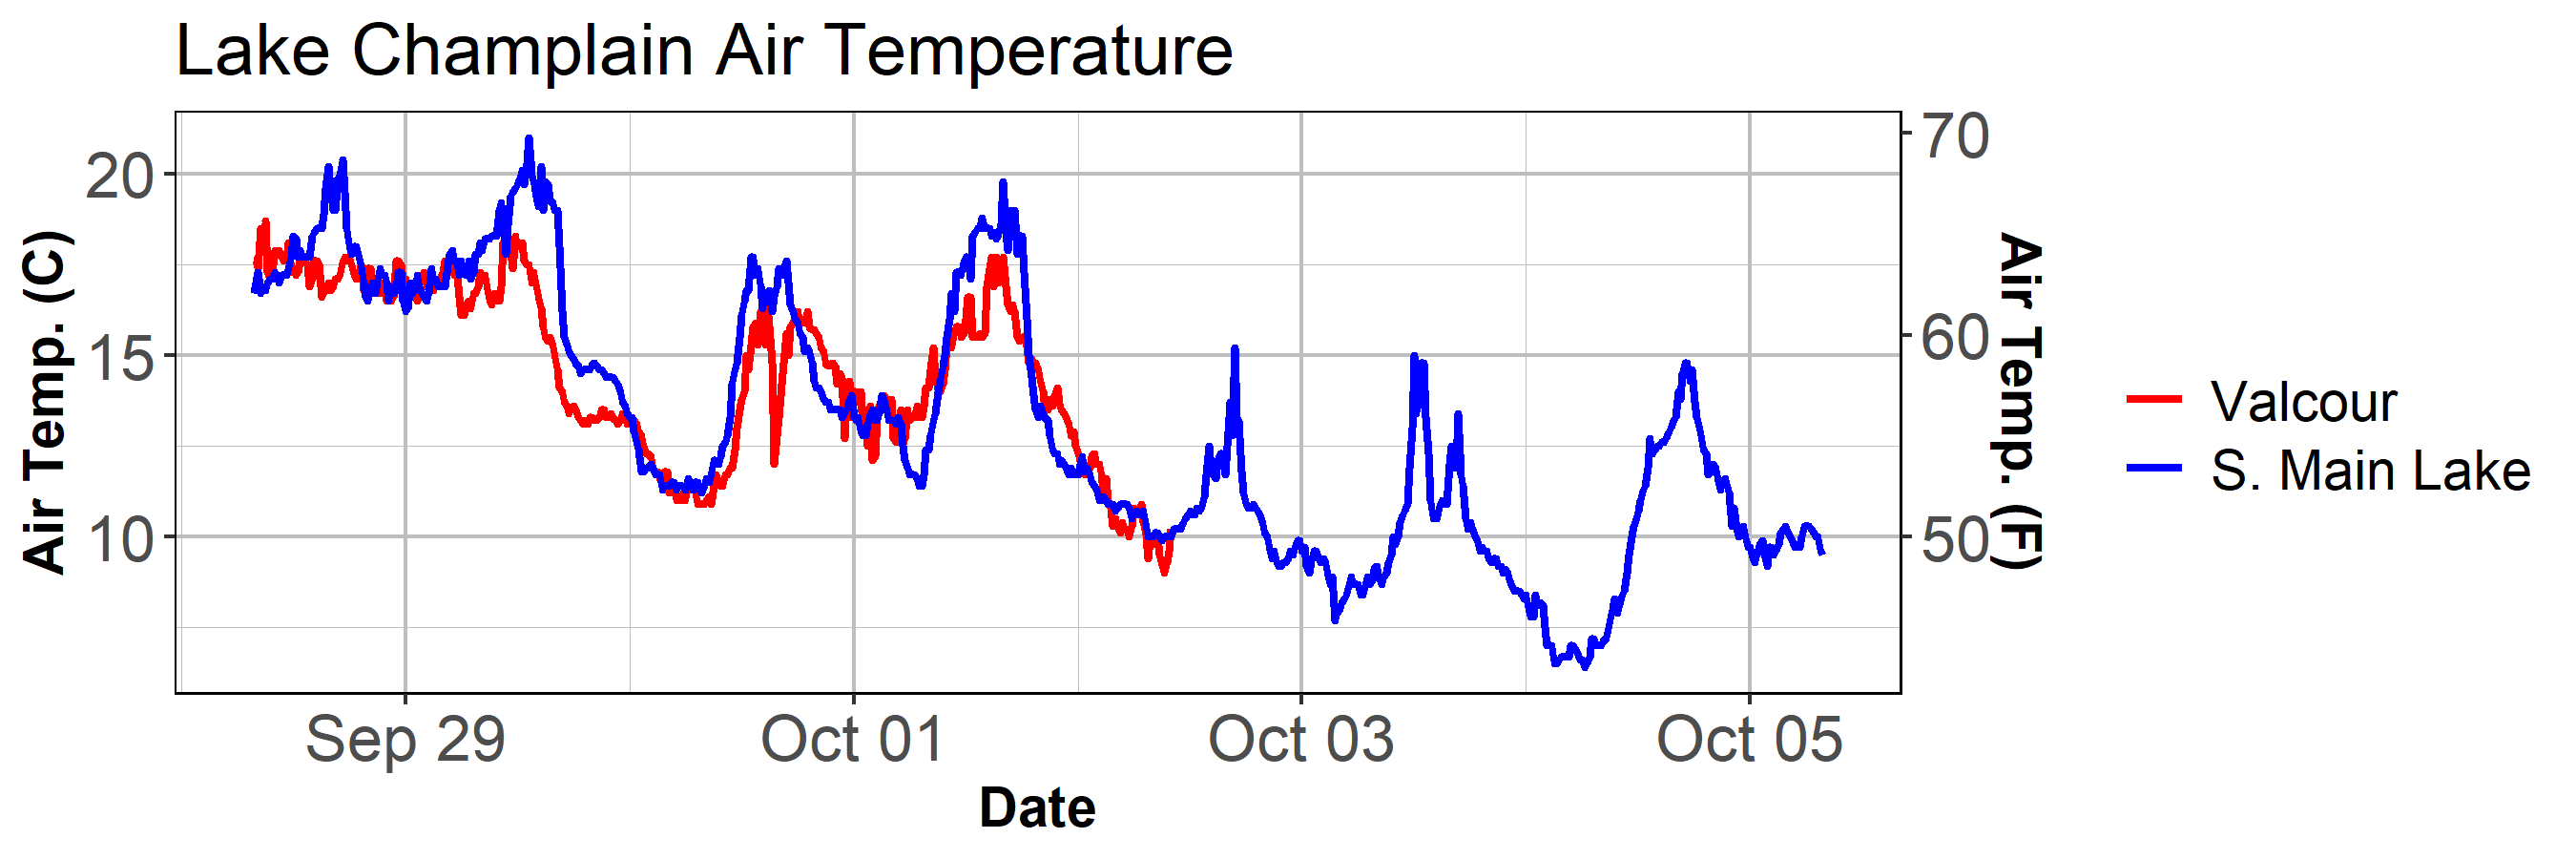 Lake Champlain Air Temperature
Air Temp. (C)
20
15
10
70
60
50
Air Temp. (F)
Sep 29
Oct 01
Oct 03
Oct 05
Date
Valcour
S. Main Lake